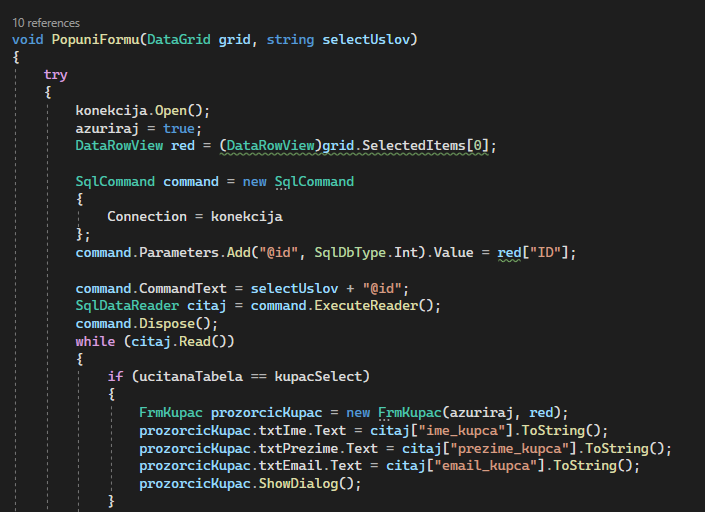 10 references
void PopuniFormu(DataGrid grid, string selectUslov)
{
try
{
konekcija.Open();
azuriraj = true;
DataRowView red = (DataRowView)grid.SelectedItems[0];
SqlCommand command = new SqlCommand
{
Connection = konekcija
};
command.Parameters.Add("@id", SqlDbType.Int).Value = red["ID"];
command.CommandText = selectUslov + "@id";
SqlDataReader citaj = command.ExecuteReader();
command.Dispose();
while (citaj.Read())
{
if (ucitanaTabela == kupacSelect)
{
FrmKupac prozorcicKupac = new FrmKupac(azuriraj, red);
prozorcicKupac.txtIme.Text = citaj["ime_kupca"].ToString();
prozorcicKupac.txtPrezime.Text = citaj["prezime_kupca"].ToString();
prozorcicKupac.txtEmail.Text = citaj["email_kupca"].ToString();
prozorcicKupac.ShowDialog();
}